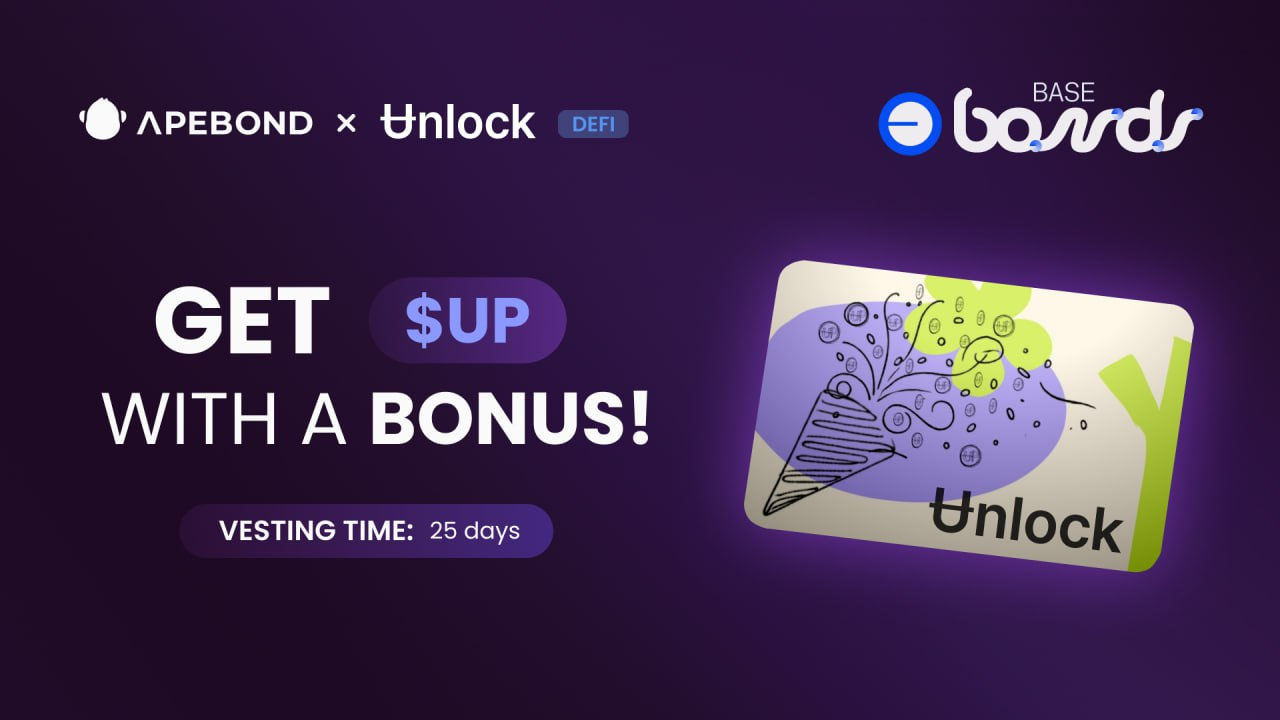 APEBOND × Unlock DEFI
BASE
bonds
GET $UP
WITH A BONUS!
VESTING TIME: 25 days
Unlock